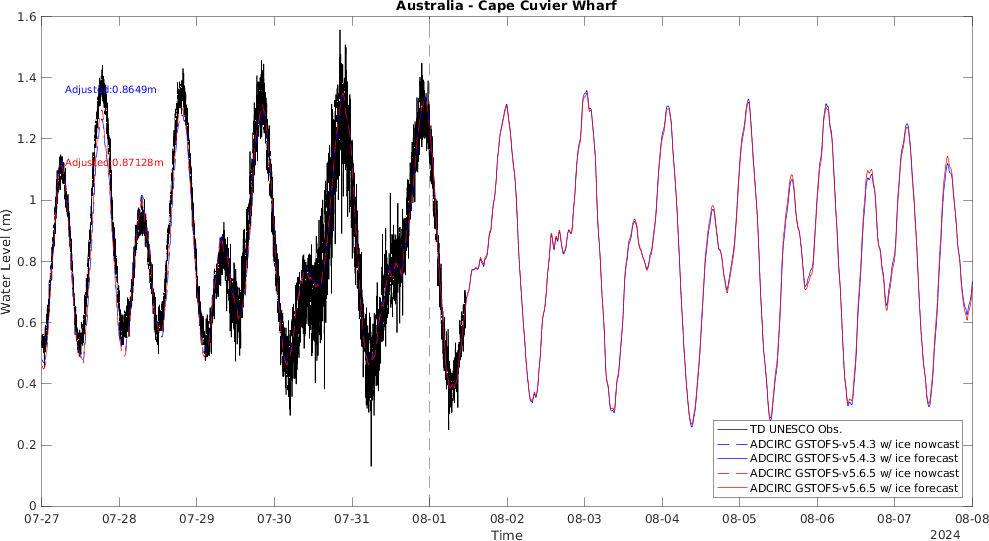 Australia - Cape Cuvier Wharf
1.6
1.4
1.2
1
0.8
0.6
0.4
0.2
0
Water Level (m)
Adjusted:0.8649m
Adjusted:0.87128m
TD UNESCO Obs.
ADCIRC GSTOFS-v5.4.3 w/ ice nowcast
ADCIRC GSTOFS-v5.4.3 w/ ice forecast
ADCIRC GSTOFS-v5.6.5 w/ ice nowcast
ADCIRC GSTOFS-v5.6.5 w/ ice forecast
07-27 07-28 07-29 07-30 07-31 08-01 08-02 08-03 08-04 08-05 08-06 08-07 08-08
Time
2024